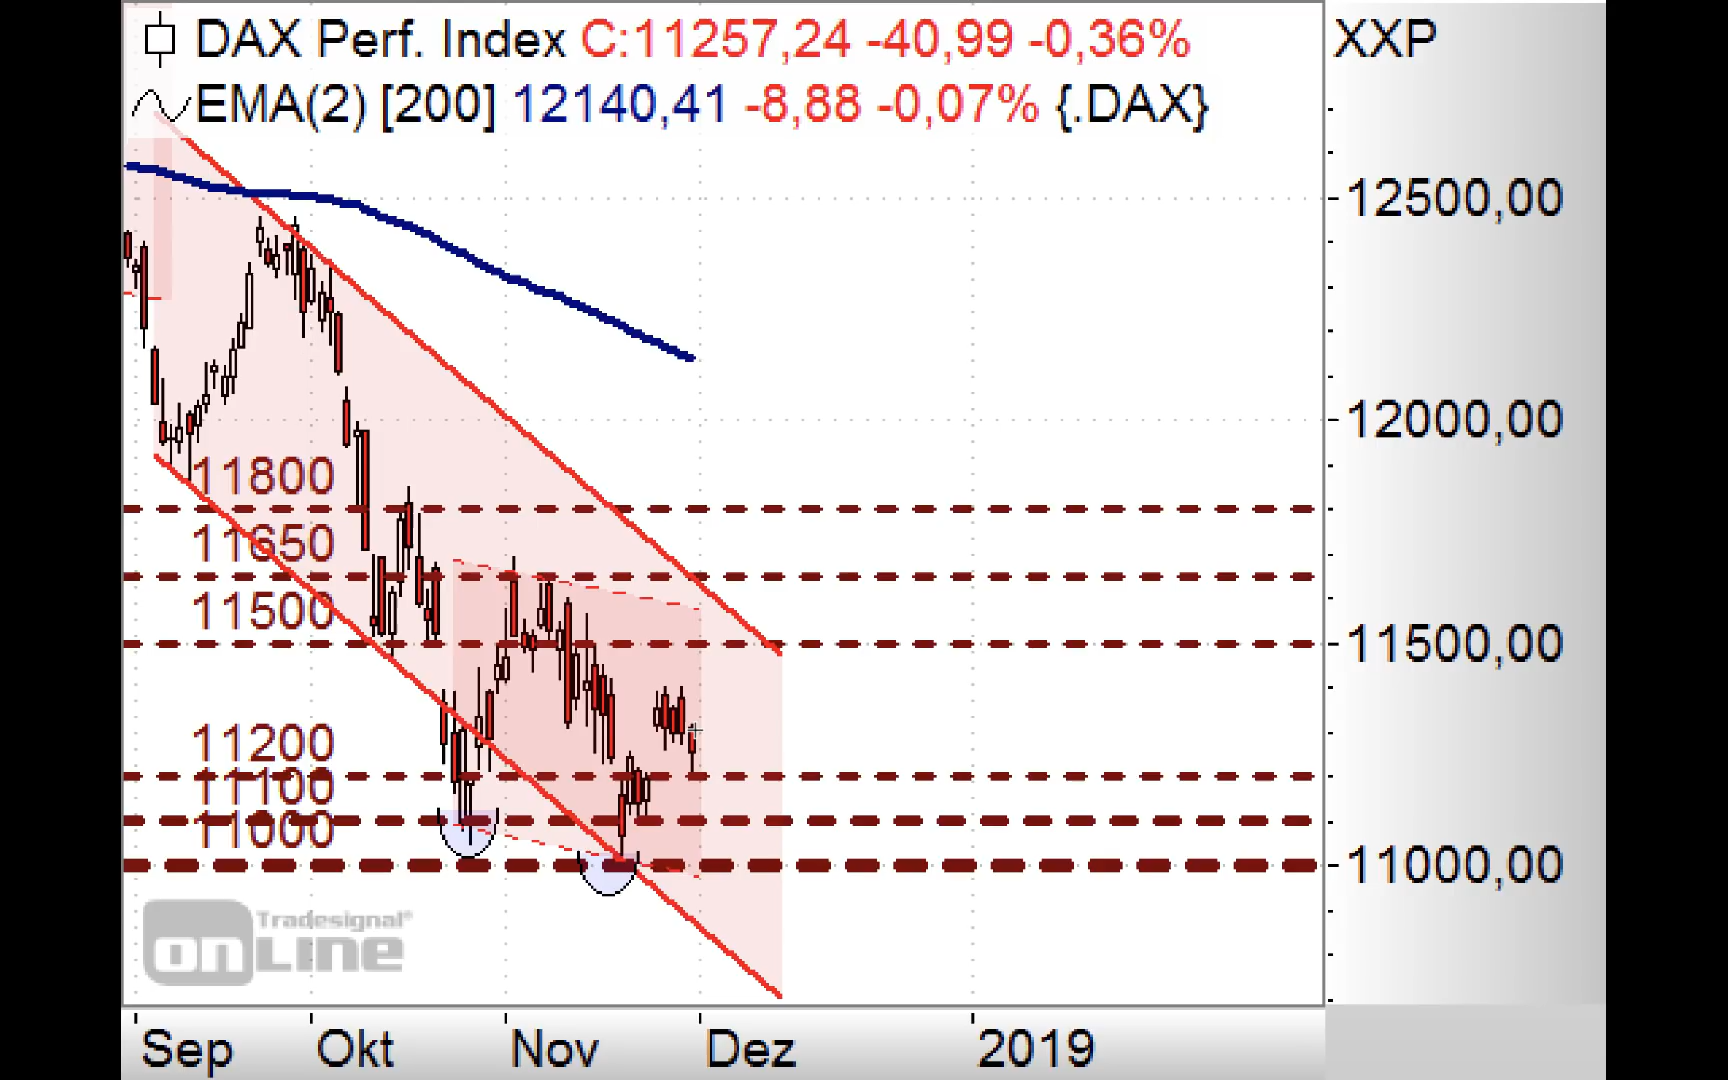 DAX Perf. Index C:11257,24 -40,99 -0,36%
XXP
EMA(2) [200] 12140,41 -8,88 -0,07% {.DAX}
12500,00
12000,00
11800
11650
11500
11500,00
11200
11100
11000
11000,00
Tradesignal®
onLine
Sep Okt Nov Dez 2019